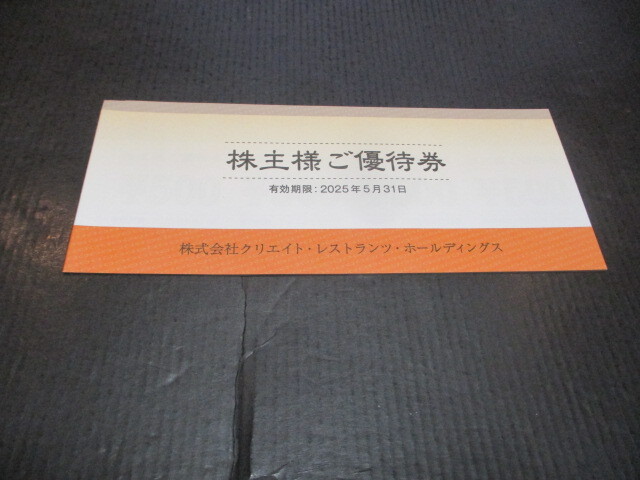 株主様ご優待券
有効期限:2025年5月31日
株式会社クリエイト・レストランツ・ホールディングス